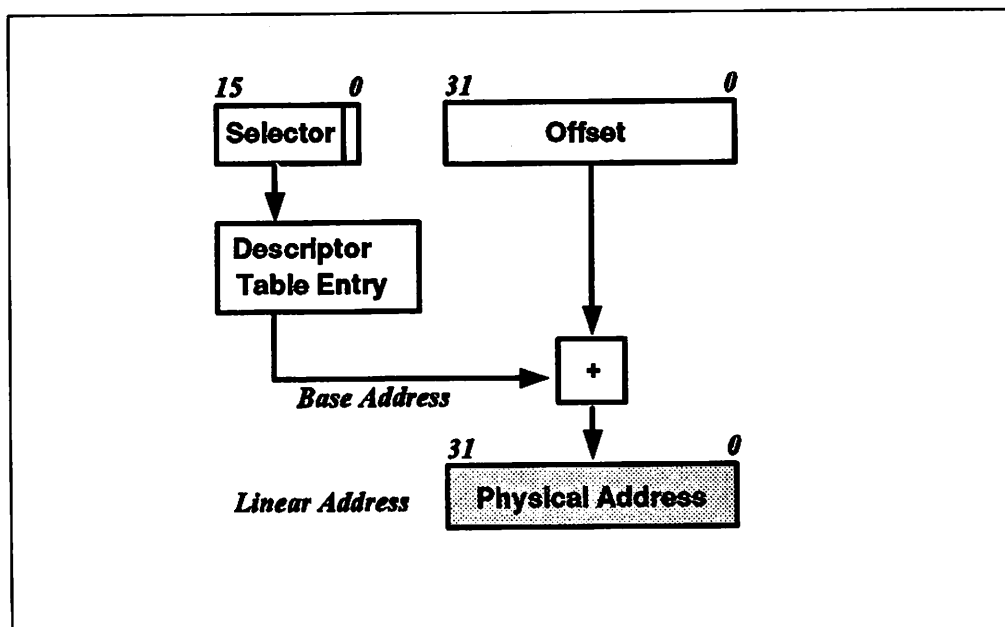 15 0 31 0
Selector Offset
Descriptor
Table Entry
+
Base Address
31 0
Linear Address Physical Address